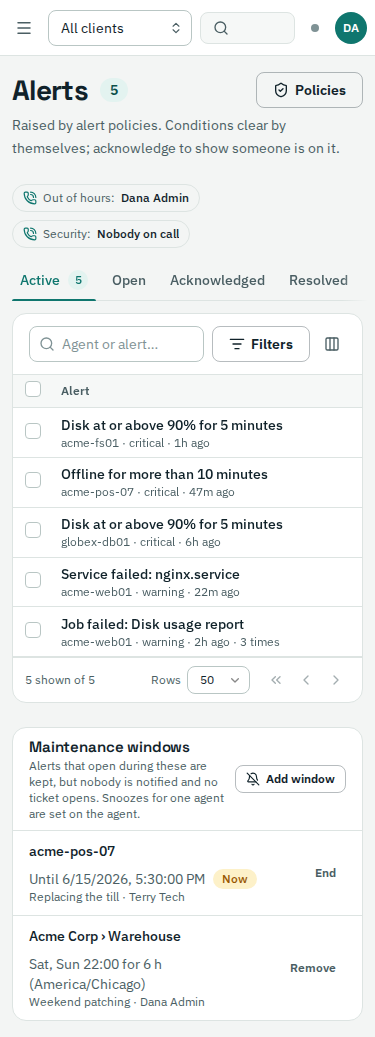 All clients
DA
Alerts 5
Policies
Raised by alert policies. Conditions clear by
themselves; acknowledge to show someone is on it.
Out of hours: Dana Admin
Security: Nobody on call
Active 5 Open Acknowledged Resolved
Agent or alert...
Filters
Alert
Disk at or above 90% for 5 minutes
acme-fs01 · critical · 1h ago
Offline for more than 10 minutes
acme-pos-07 · critical · 47m ago
Disk at or above 90% for 5 minutes
globex-db01 · critical · 6h ago
Service failed: nginx.service
acme-web01 · warning · 22m ago
Job failed: Disk usage report
acme-web01 · warning · 2h ago · 3 times
5 shown of 5 Rows 50
Maintenance windows
Alerts that open during these are
kept, but nobody is notified and no
ticket opens. Snoozes for one agent
are set on the agent.
Add window
acme-pos-07
Until 6/15/2026, 5:30:00 PM Now
Replacing the till · Terry Tech
End
Acme Corp › Warehouse
Sat, Sun 22:00 for 6 h
(America/Chicago)
Weekend patching · Dana Admin
Remove